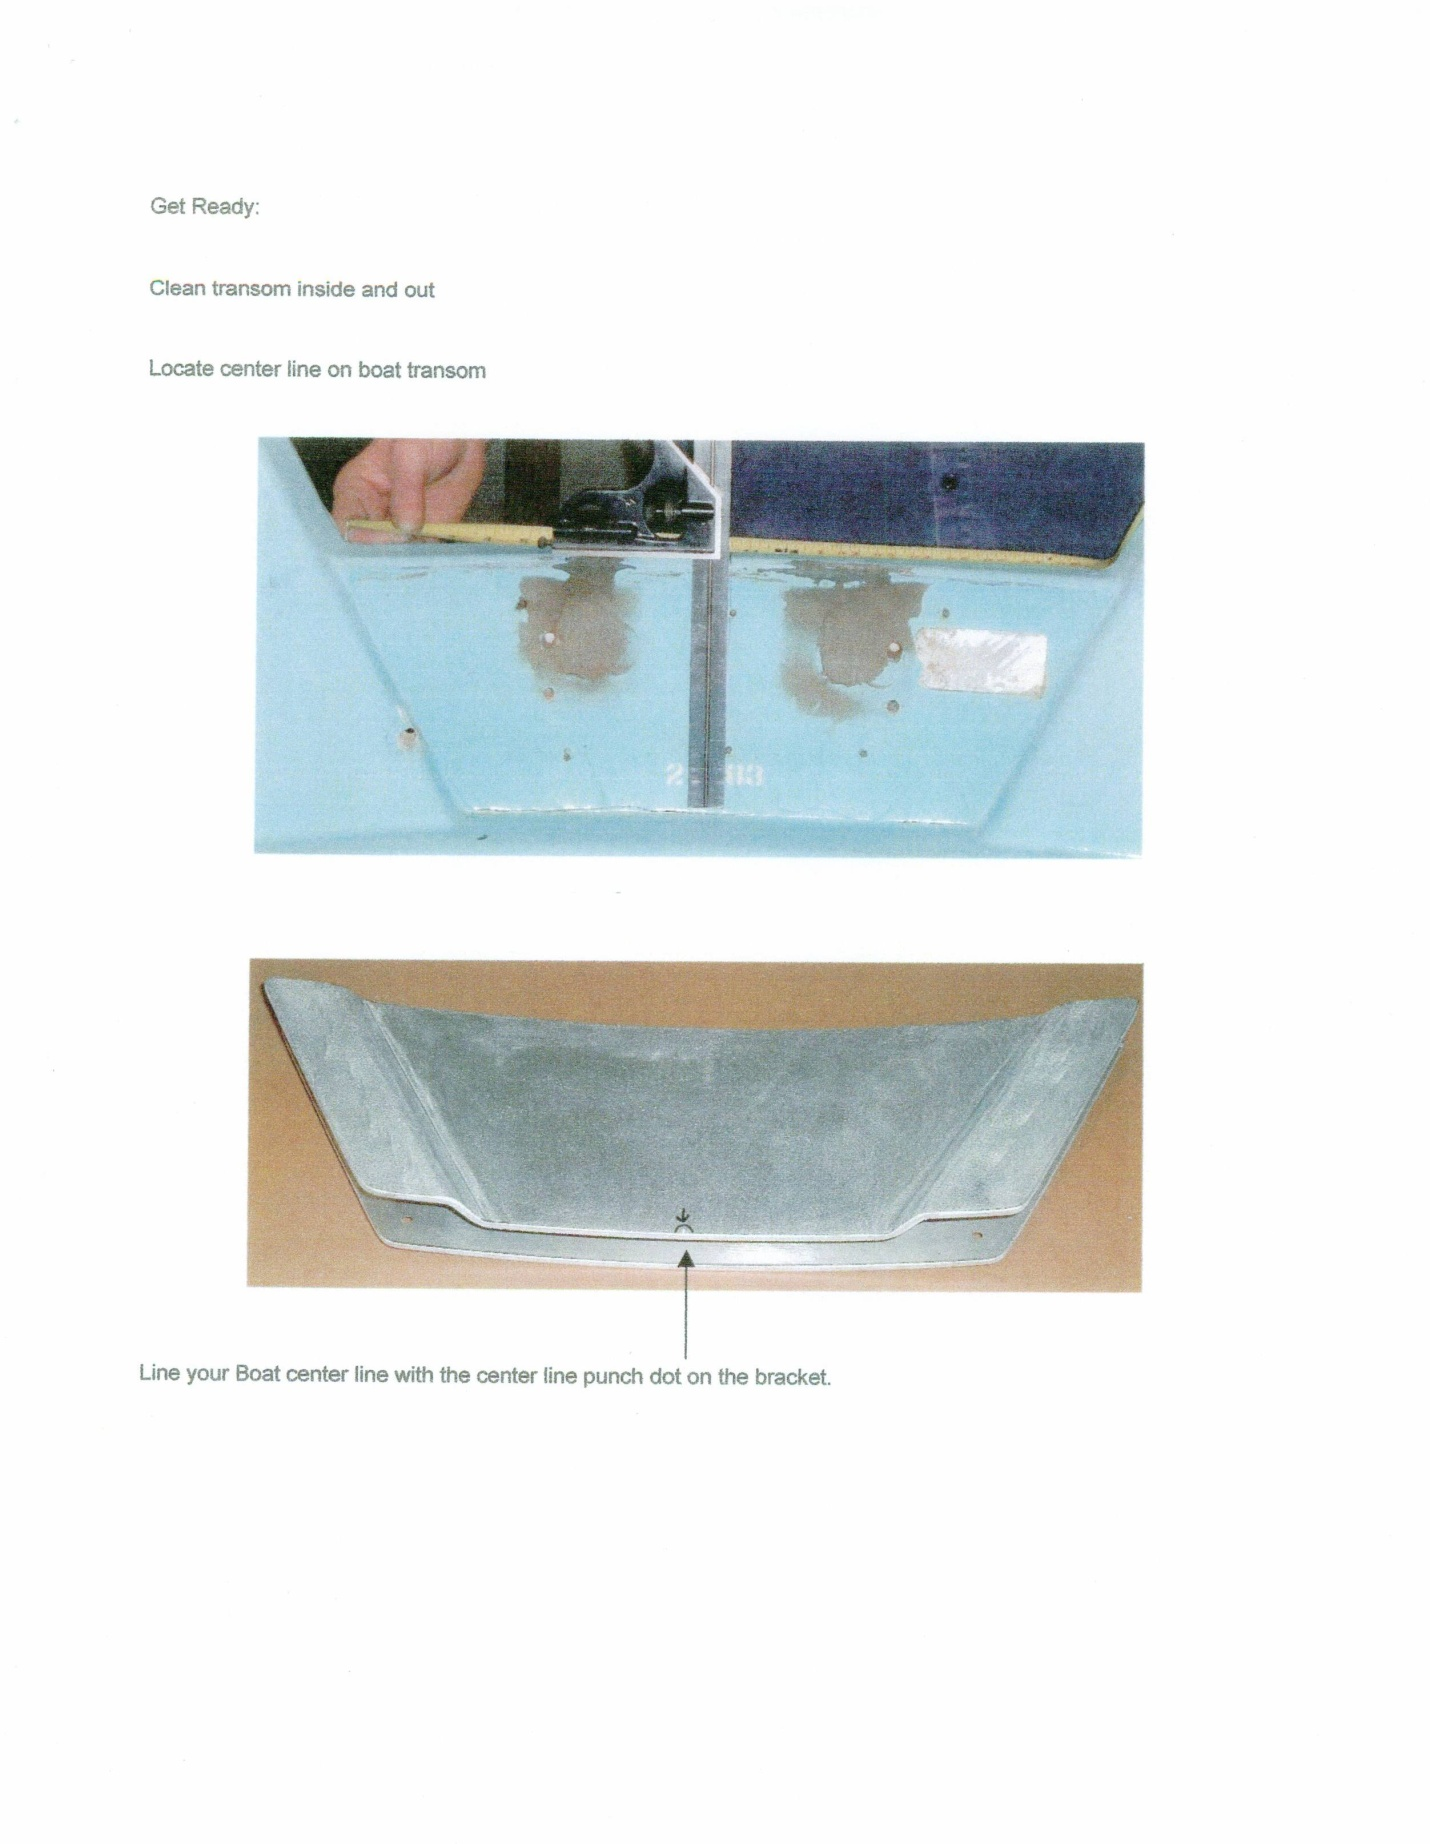 Get Ready:
Clean transom inside and out
Locate center line on boat transom
Line your Boat center line with the center line punch dot on the bracket.